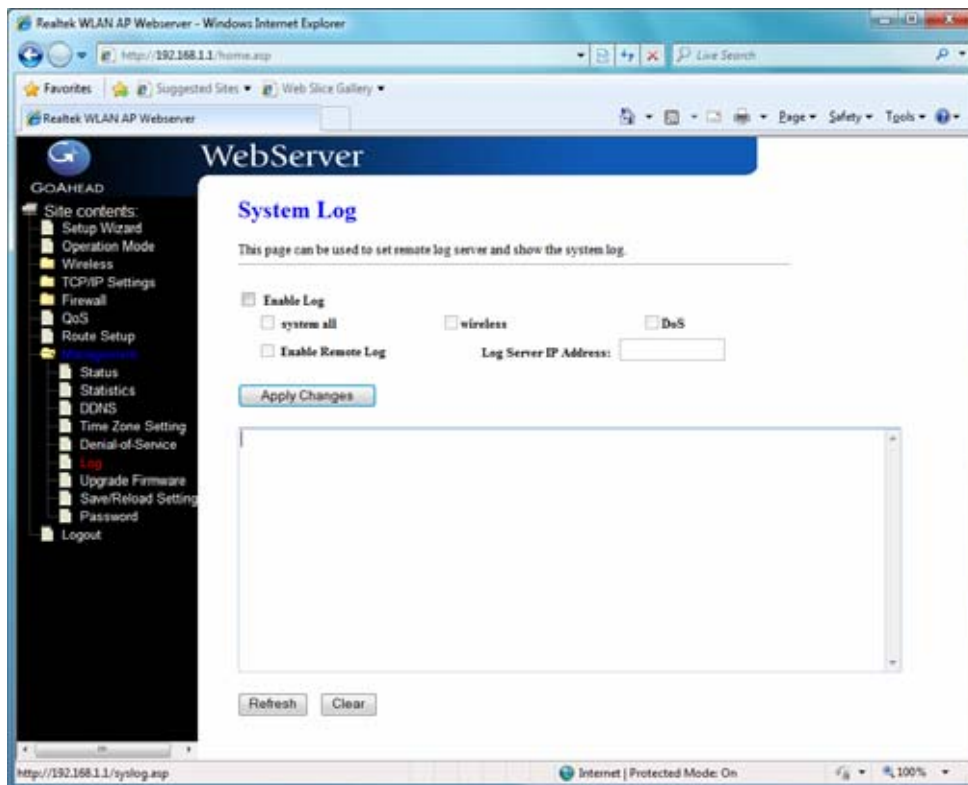 Realtek WLAN AP Webserver - Windows Internet Explorer
http://192.168.1.1/home.asp
Live Search
Favorites
Suggested Sites
Web Slice Gallery
Realtek WLAN AP Webserver
Page
Safety
Tools
GOAHEAD
WebServer
Site contents:
Setup Wizard
Operation Mode
Wireless
TCP/IP Settings
Firewall
QoS
Route Setup
Management
Status
Statistics
DDNS
Time Zone Setting
Denial-of-Service
Log
Upgrade Firmware
Save/Reload Setting
Password
Logout
System Log
This page can be used to set remote log server and show the system log.
Enable Log
system all
wireless
DoS
Enable Remote Log
Log Server IP Address:
Apply Changes
Refresh
Clear
http://192.168.1.1/syslog.asp
Internet | Protected Mode: On
100%